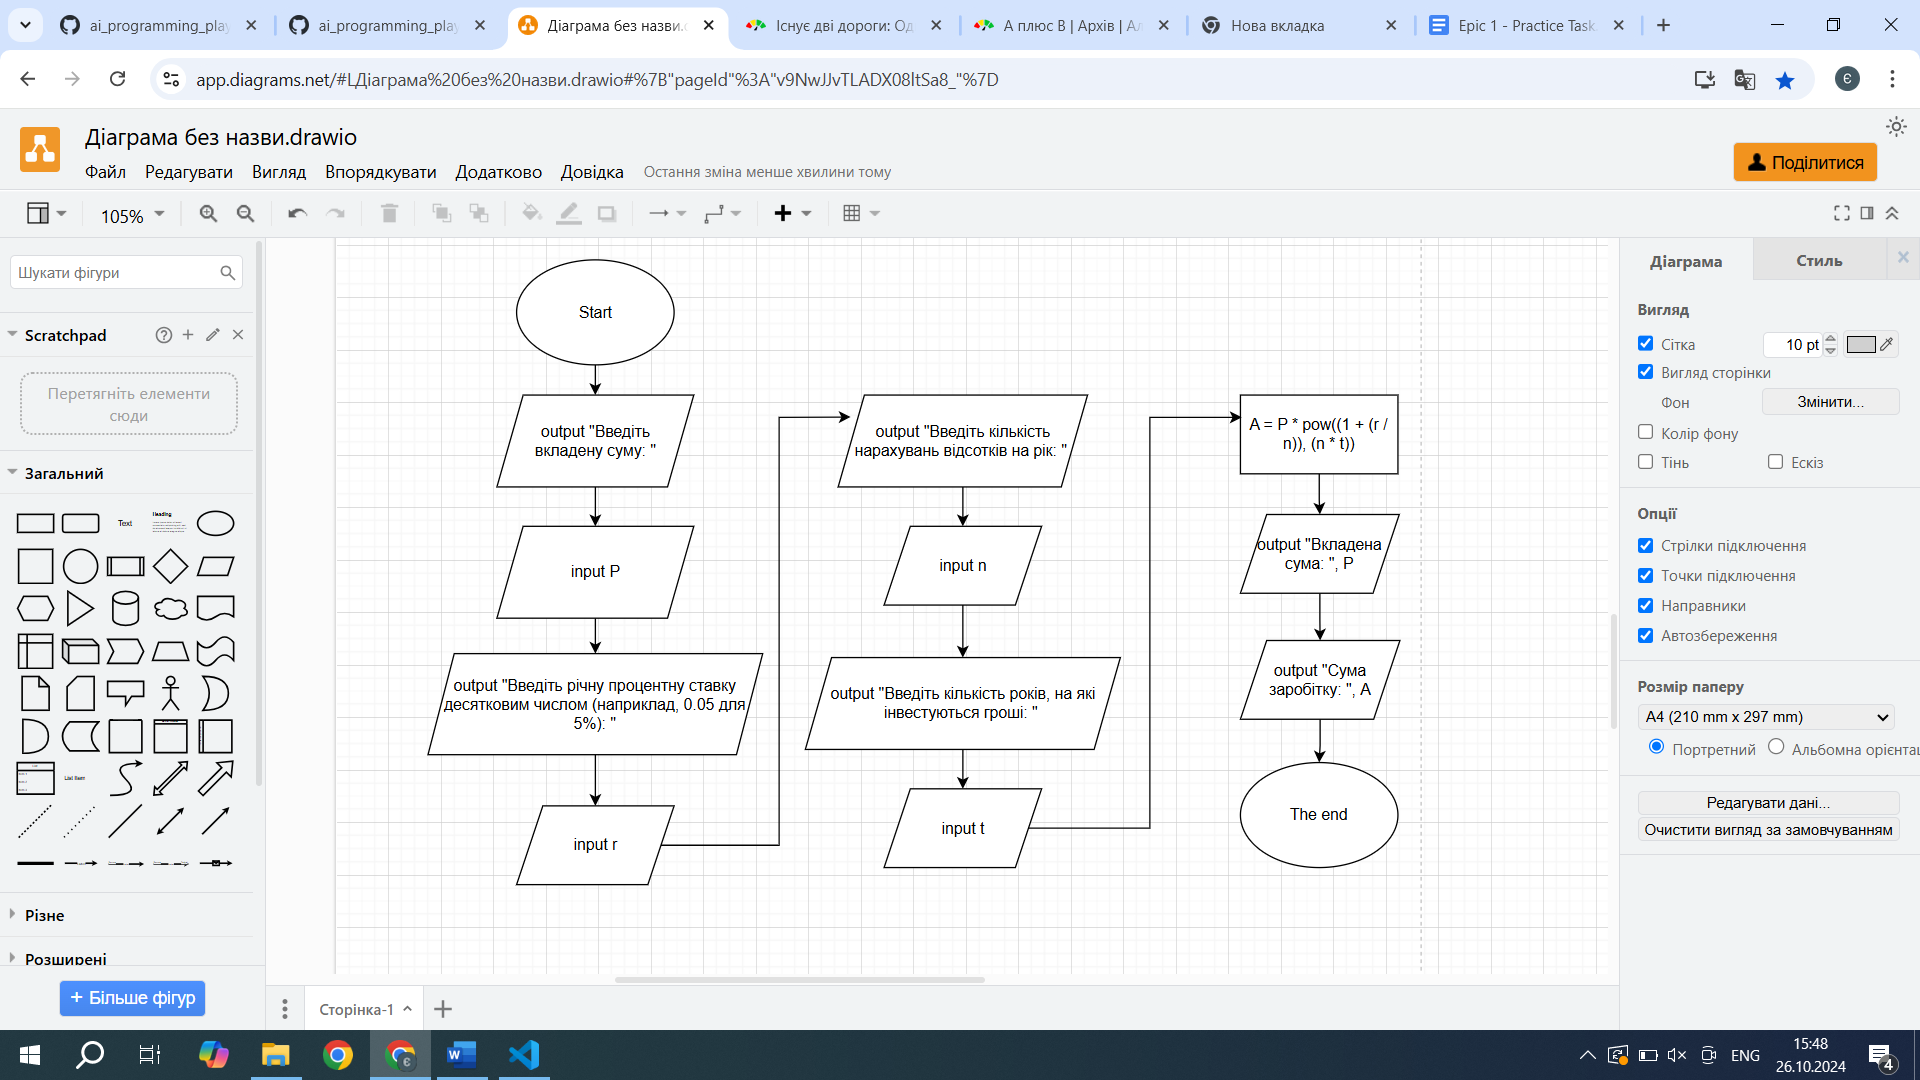 ai_programming_play
ai_programming_play
Діаграма без назви.d
Існує дві дороги: Од
А плюс В | Архів | Ал
Нова вкладка
Epic 1 - Practice Task
app.diagrams.net/#LДіаграма%20без%20назви.drawio#%7B"pageId"%3A"v9NwJJvTLADX08ltSa8_"%7D
Є
Діаграма без назви.drawio
Файл
Редагувати
Вигляд
Впорядкувати
Додатково
Довідка
Остання зміна менше хвилини тому
Поділитися
105%
Шукати фігури
Scratchpad
Перетягніть елементи
сюди
Загальний
Text
Heading
List Item
Різне
Розширені
+ Більше фігур
Start
output "Введіть
вкладену суму: "
input P
output "Введіть річну процентну ставку
десятковим числом (наприклад, 0.05 для
5%): "
input r
output "Введіть кількість
нарахувань відсотків на рік: "
input n
output "Введіть кількість років, на які
інвестуються гроші: "
input t
A = P * pow((1 + (r /
n)), (n * t))
output "Вкладена
сума: ", P
output "Сума
заробітку: ", A
The end
Діаграма
Стиль
Вигляд
Сітка
10 pt
Вигляд сторінки
Фон
Змінити...
Колір фону
Тінь
Ескіз
Опції
Стрілки підключення
Точки підключення
Направники
Автозбереження
Розмір паперу
A4 (210 mm x 297 mm)
Портретний
Альбомна орієнтац
Редагувати дані...
Очистити вигляд за замовчуванням
Сторінка-1
ENG
15:48
26.10.2024
4